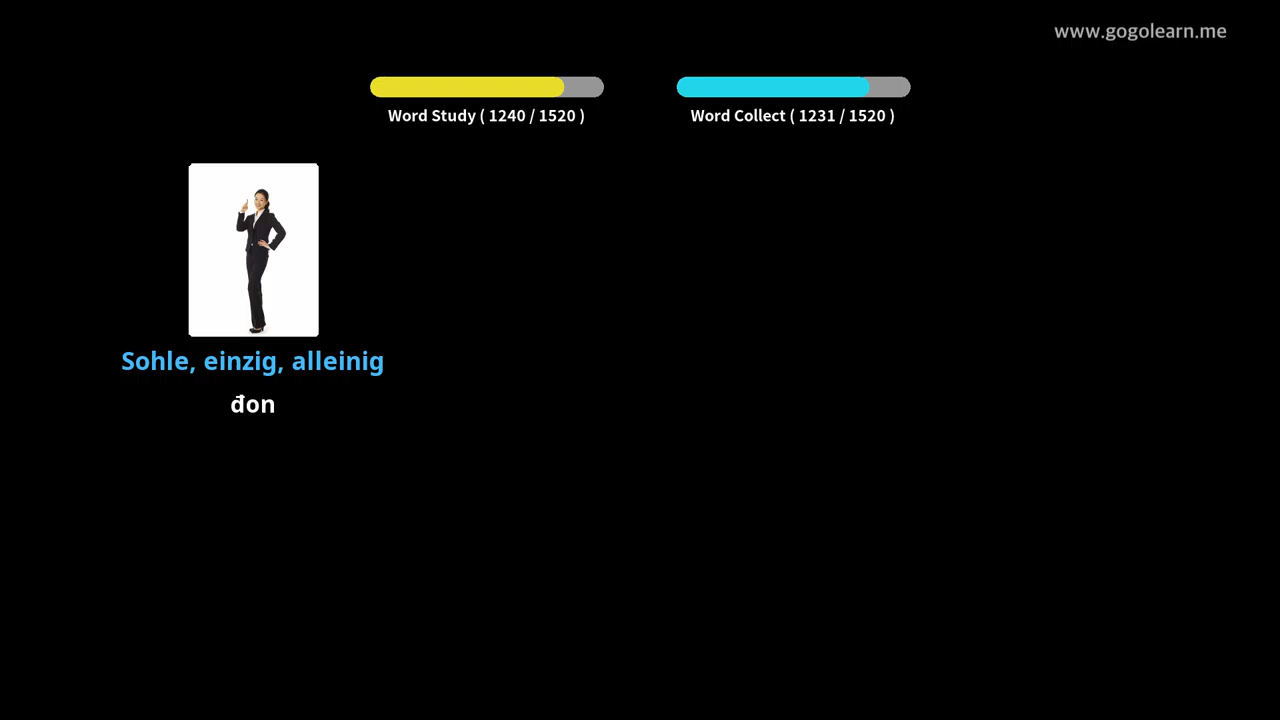 www.gogolearn.me
Word Study ( 1240 / 1520 )
Word Collect ( 1231 / 1520 )
Sohle, einzig, alleinig
đon